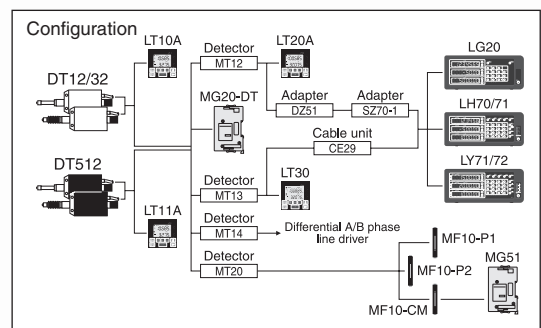 Configuration
LT10A
DT12/32
DT512
LT11A
Detector
MT12
LT20A
MG20-DT
Adapter
DZ51
Adapter
SZ70-1
Cable unit
CE29
Detector
MT13
LT30
Detector
MT14
Differential A/B phase
line driver
Detector
MT20
LG20
LH70/71
LY71/72
MF10-P1
MF10-P2
MF10-CM
MG51